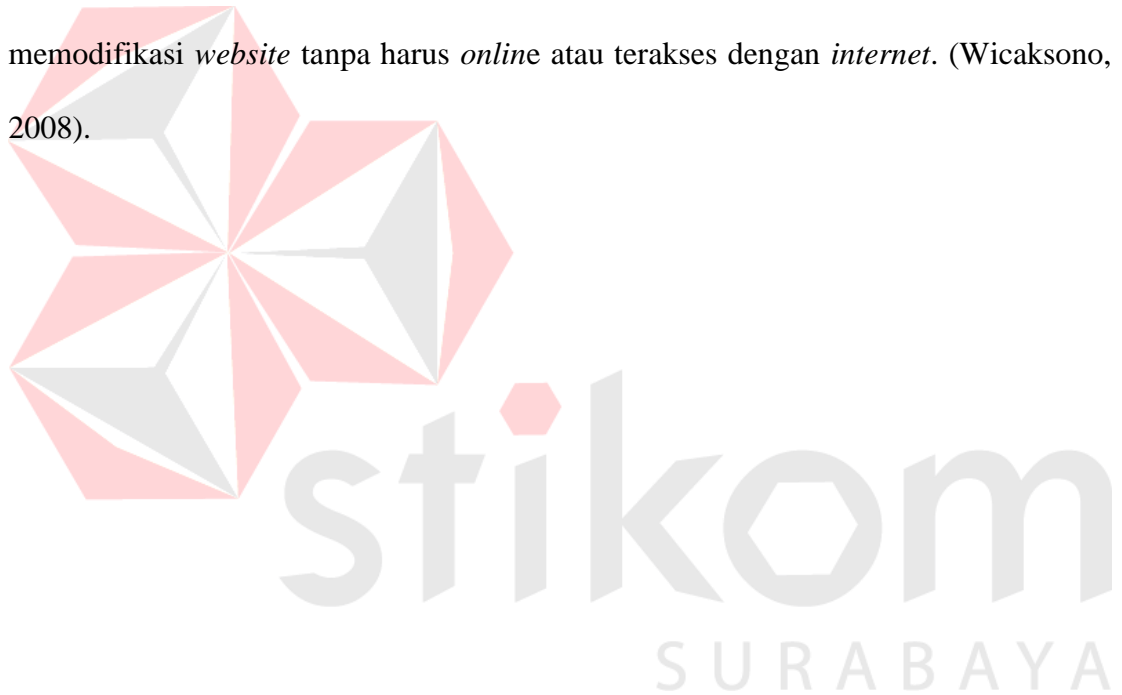 memodifikasi website tanpa harus online atau terakses dengan internet. (Wicaksono,
2008).
stikom
SURABAYA